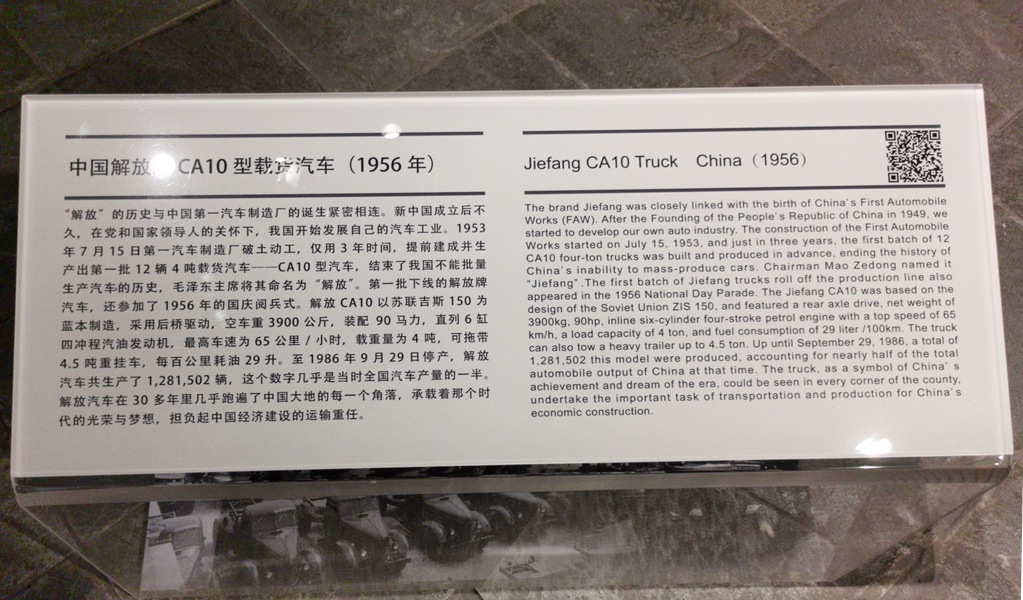 中国解放 CA10 型载货汽车（1956 年）
“解放”的历史与中国第一汽车制造厂的诞生紧密相连。新中国成立后不
久，在党和国家领导人的关怀下，我国开始发展自己的汽车工业。1953
年 7 月 15 日第一汽车制造厂破土动工，仅用 3 年时间，提前建成并生
产出第一批 12 辆 4 吨载货汽车——CA10 型汽车，结束了我国不能批量
生产汽车的历史，毛泽东主席将其命名为“解放”。第一批下线的解放牌
汽车，还参加了 1956 年的国庆阅兵式。解放 CA10 以苏联吉斯 150 为
蓝本制造，采用后桥驱动，空车重 3900 公斤，装配 90 马力，直列 6 缸
四冲程汽油发动机，最高车速为 65 公里 / 小时，载重量为 4 吨，可拖带
4.5 吨重挂车，每百公里耗油 29 升。至 1986 年 9 月 29 日停产，解放
汽车共生产了 1,281,502 辆，这个数字几乎是当时全国汽车产量的一半。
解放汽车在 30 多年里几乎跑遍了中国大地的每一个角落，承载着那个时
代的光荣与梦想，担负起中国经济建设的运输重任。
Jiefang CA10 Truck China（1956）
The brand Jiefang was closely linked with the birth of China's First Automobile
Works (FAW). After the Founding of the People's Republic of China in 1949, we
started to develop our own auto industry. The construction of the First Automobile
Works started on July 15, 1953, and just in three years, the first batch of 12
CA10 four-ton trucks was built and produced in advance, ending the history of
China's inability to mass-produce cars. Chairman Mao Zedong named it
“Jiefang”.The first batch of Jiefang trucks roll off the production line also
appeared in the 1956 National Day Parade. The Jiefang CA10 was based on the
design of the Soviet Union ZIS 150, and featured a rear axle drive, net weight of
3900kg, 90hp, inline six-cylinder four-stroke petrol engine with a top speed of 65
km/h, a load capacity of 4 ton, and fuel consumption of 29 liter /100km. The truck
can also tow a heavy trailer up to 4.5 ton. Up until September 29, 1986, a total of
1,281,502 this model were produced, accounting for nearly half of the total
automobile output of China at that time. The truck, as a symbol of China's
achievement and dream of the era, could be seen in every corner of the county,
undertake the important task of transportation and production for China's
economic construction.